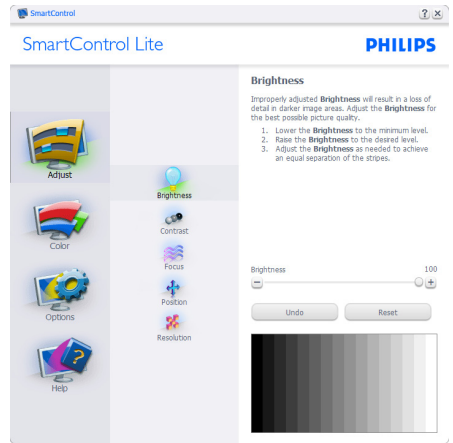 SmartControl
SmartControl Lite
PHILIPS
Adjust
Color
Options
Help
Brightness
Contrast
Focus
Position
Resolution
Brightness
Improperly adjusted Brightness will result in a loss of
detail in darker image areas. Adjust the Brightness for
the best possible picture quality.
1. Lower the Brightness to the minimum level.
2. Raise the Brightness to the desired level.
3. Adjust the Brightness as needed to achieve
an equal separation of the stripes.
Brightness 100
Undo Reset